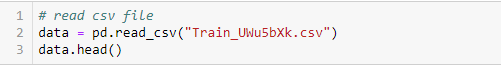 1 # read csv file
2 data = pd.read_csv("Train_UWu5bXk.csv")
3 data.head()